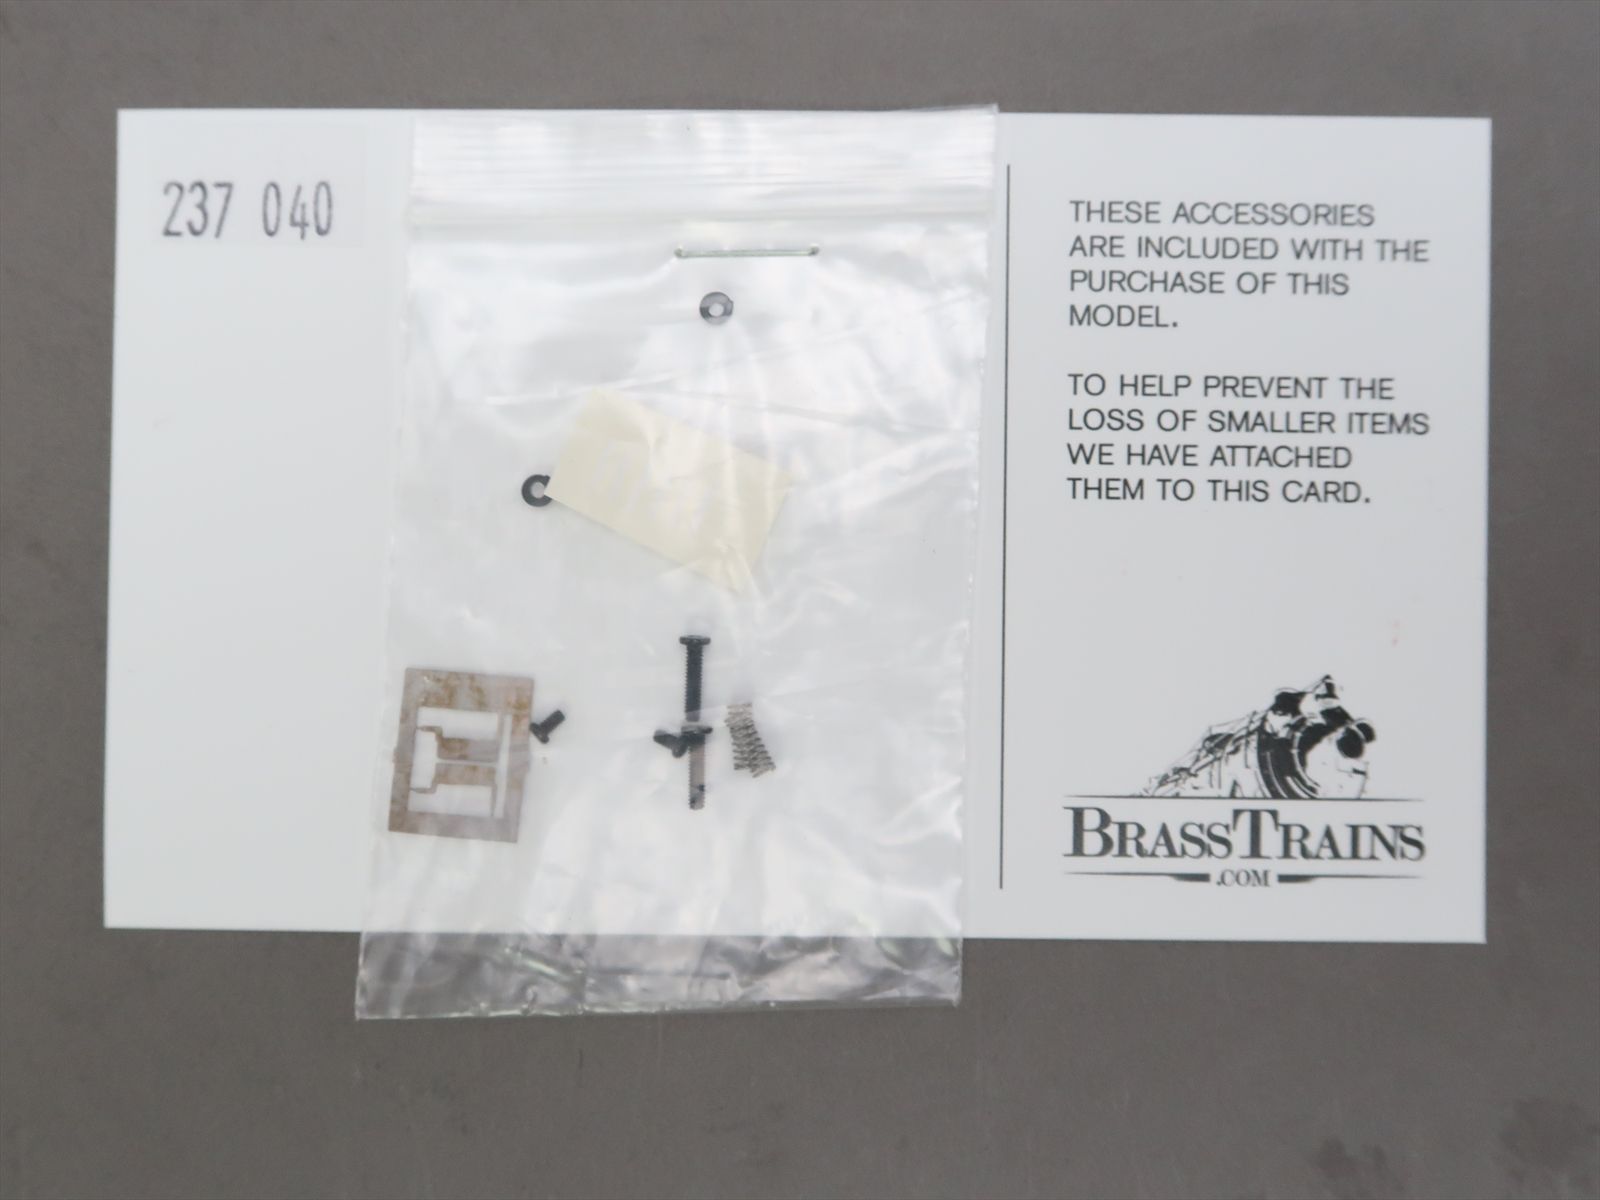 237 040
THESE ACCESSORIES
ARE INCLUDED WITH THE
PURCHASE OF THIS
MODEL.
TO HELP PREVENT THE
LOSS OF SMALLER ITEMS
WE HAVE ATTACHED
THEM TO THIS CARD.
BRASSTRAINS
.COM